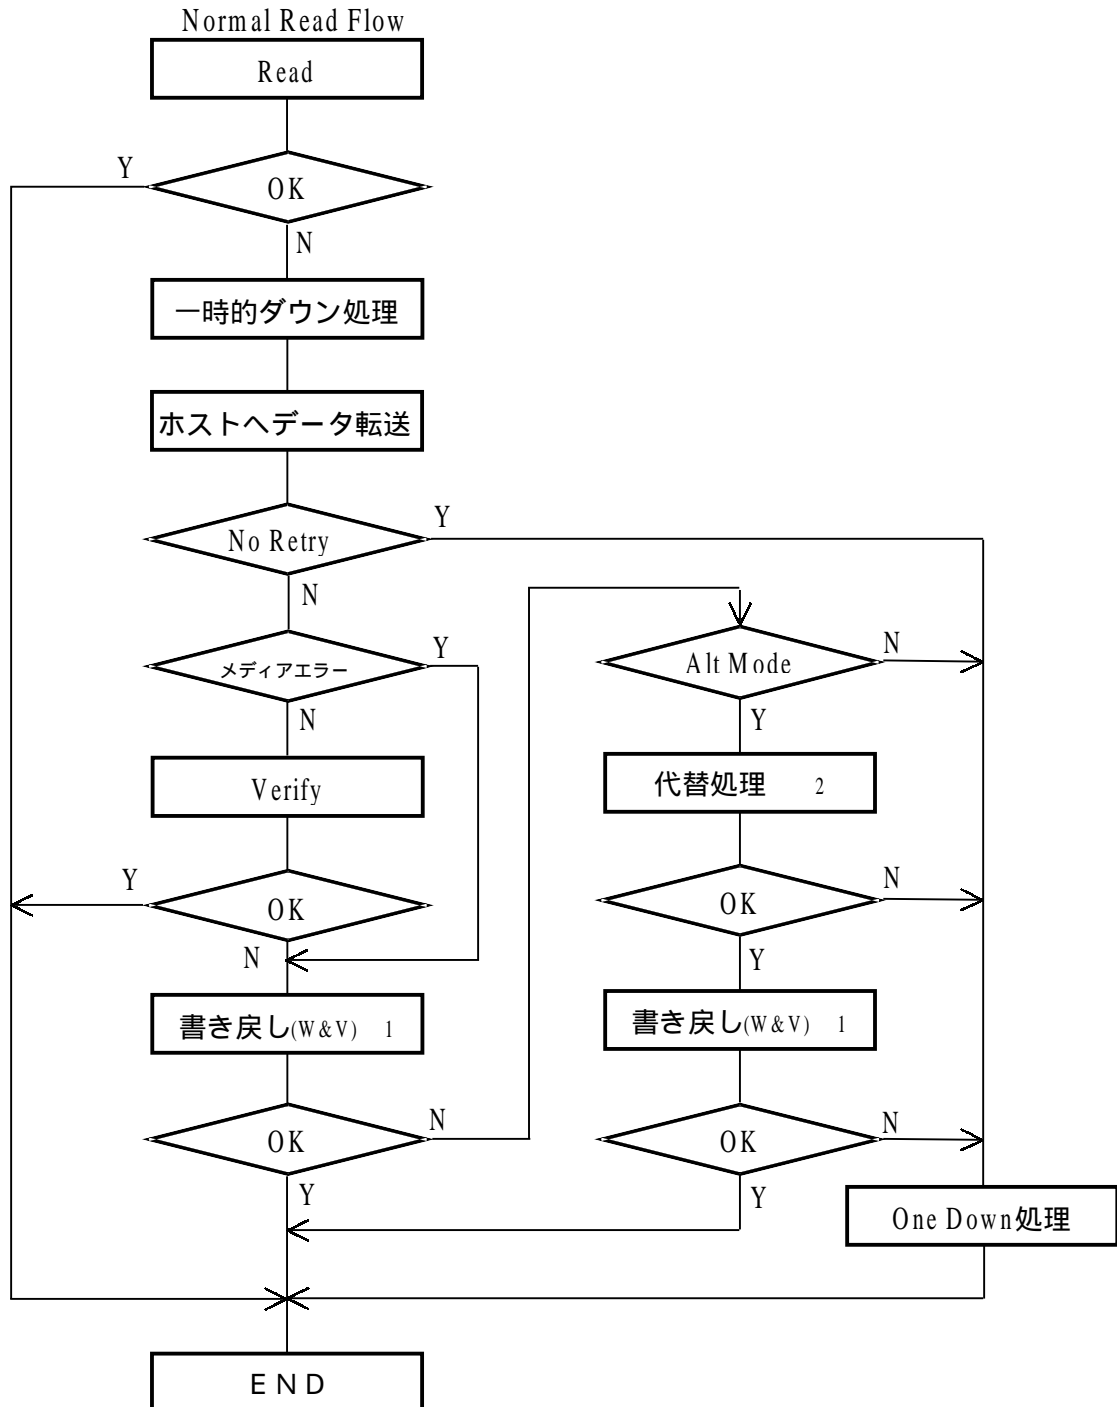 Normal Read Flow
Read
Y
OK
N
一時的ダウン処理
ホストへデータ転送
No Retry
Y
N
メディアエラー
Y
N
Verify
Y
OK
N
書き戻し(W&V) 1
OK
N
Y
Alt Mode
N
Y
代替処理 2
OK
N
Y
書き戻し(W&V) 1
OK
N
Y
One Down処理
ＥＮＤ